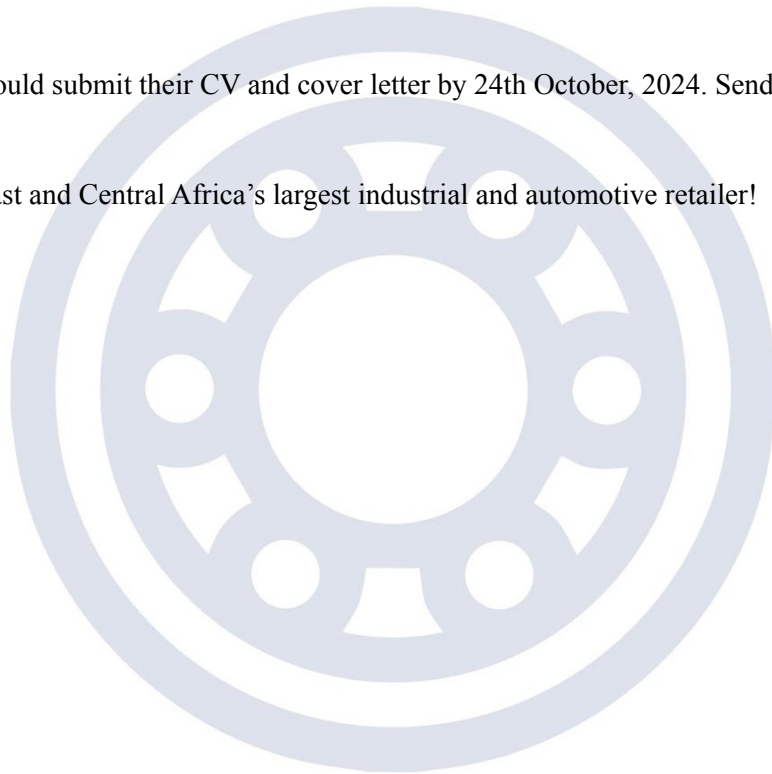 ould submit their CV and cover letter by 24th October, 2024. Send
ast and Central Africa’s largest industrial and automotive retailer!